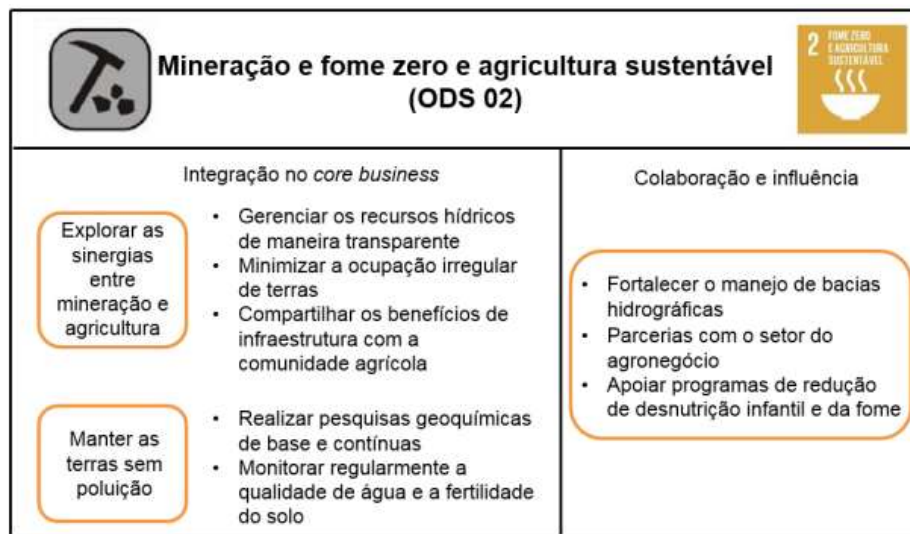 Mineração e fome zero e agricultura sustentável
(ODS 02)
2 FOME ZERO
E AGRICULTURA
SUSTENTÁVEL
Integração no core business
Explorar as
sinergias
entre
mineração e
agricultura
• Gerenciar os recursos hídricos
de maneira transparente
• Minimizar a ocupação irregular
de terras
• Compartilhar os benefícios de
infraestrutura com a
comunidade agrícola
Manter as
terras sem
poluição
• Realizar pesquisas geoquímicas
de base e contínuas
• Monitorar regularmente a
qualidade de água e a fertilidade
do solo
Colaboração e influência
• Fortalecer o manejo de bacias
hidrográficas
• Parcerias com o setor do
agronegócio
• Apoiar programas de redução
de desnutrição infantil e da fome